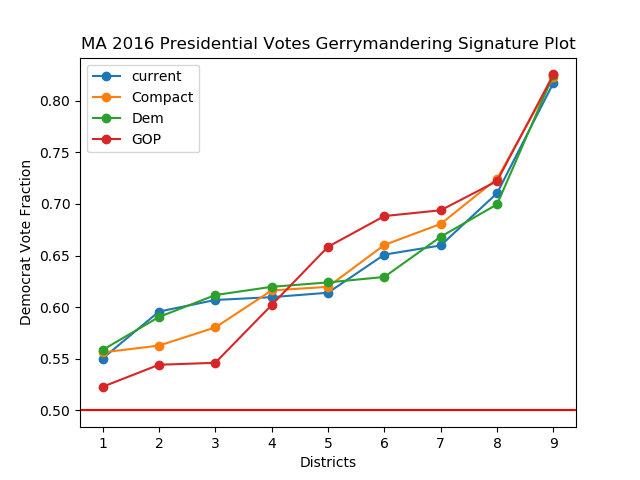 MA 2016 Presidential Votes Gerrymandering Signature Plot
current
Compact
Dem
GOP
Democrat Vote Fraction
0.80
0.75
0.70
0.65
0.60
0.55
0.50
1 2 3 4 5 6 7 8 9
Districts